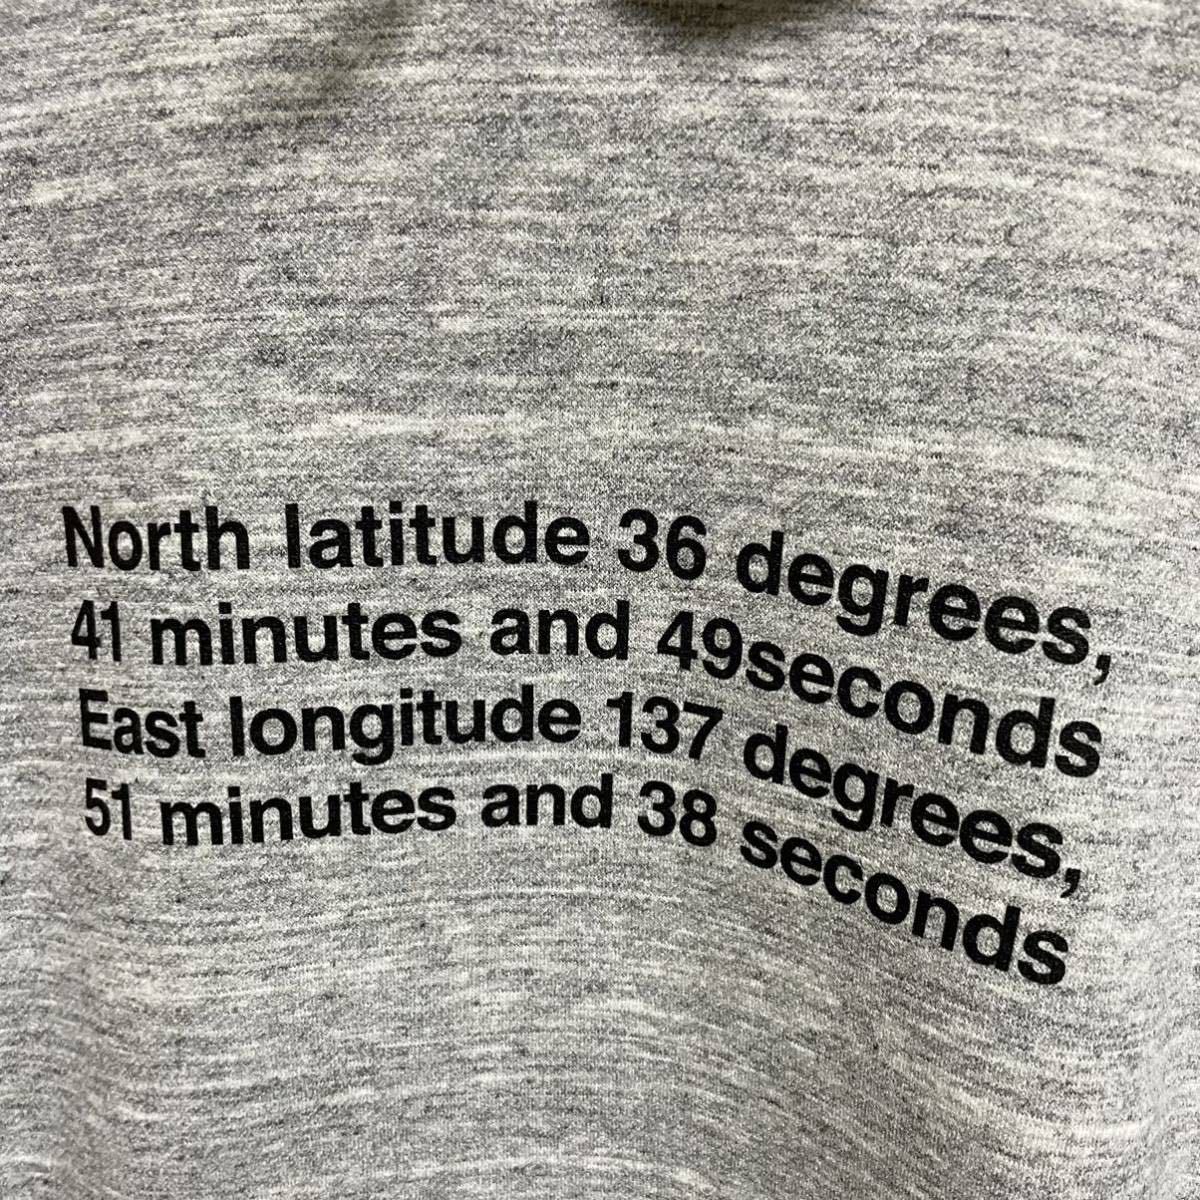 North latitude 36 degrees,
41 minutes and 49seconds
East longitude 137 degrees,
51 minutes and 38 seconds